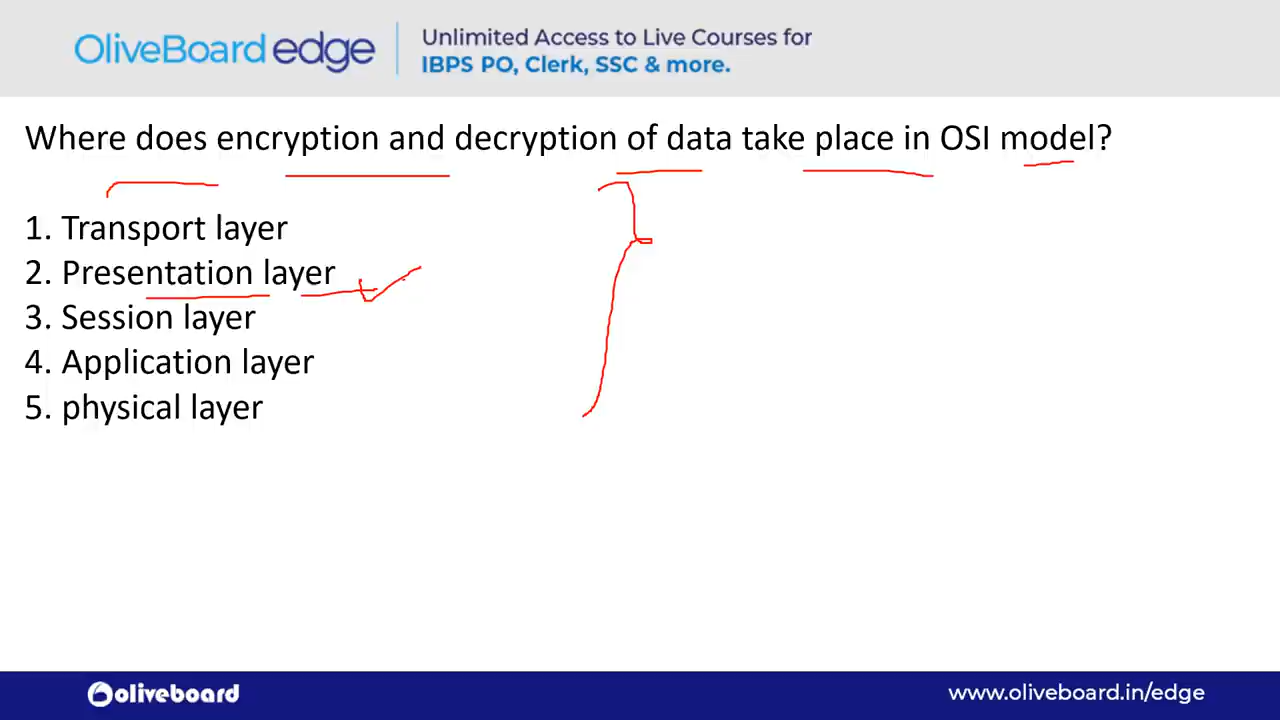 OliveBoard edge
Unlimited Access to Live Courses for
IBPS PO, Clerk, SSC & more.
Where does encryption and decryption of data take place in OSI model?
1. Transport layer
2. Presentation layer
3. Session layer
4. Application layer
5. physical layer
oliveboard
www.oliveboard.in/edge